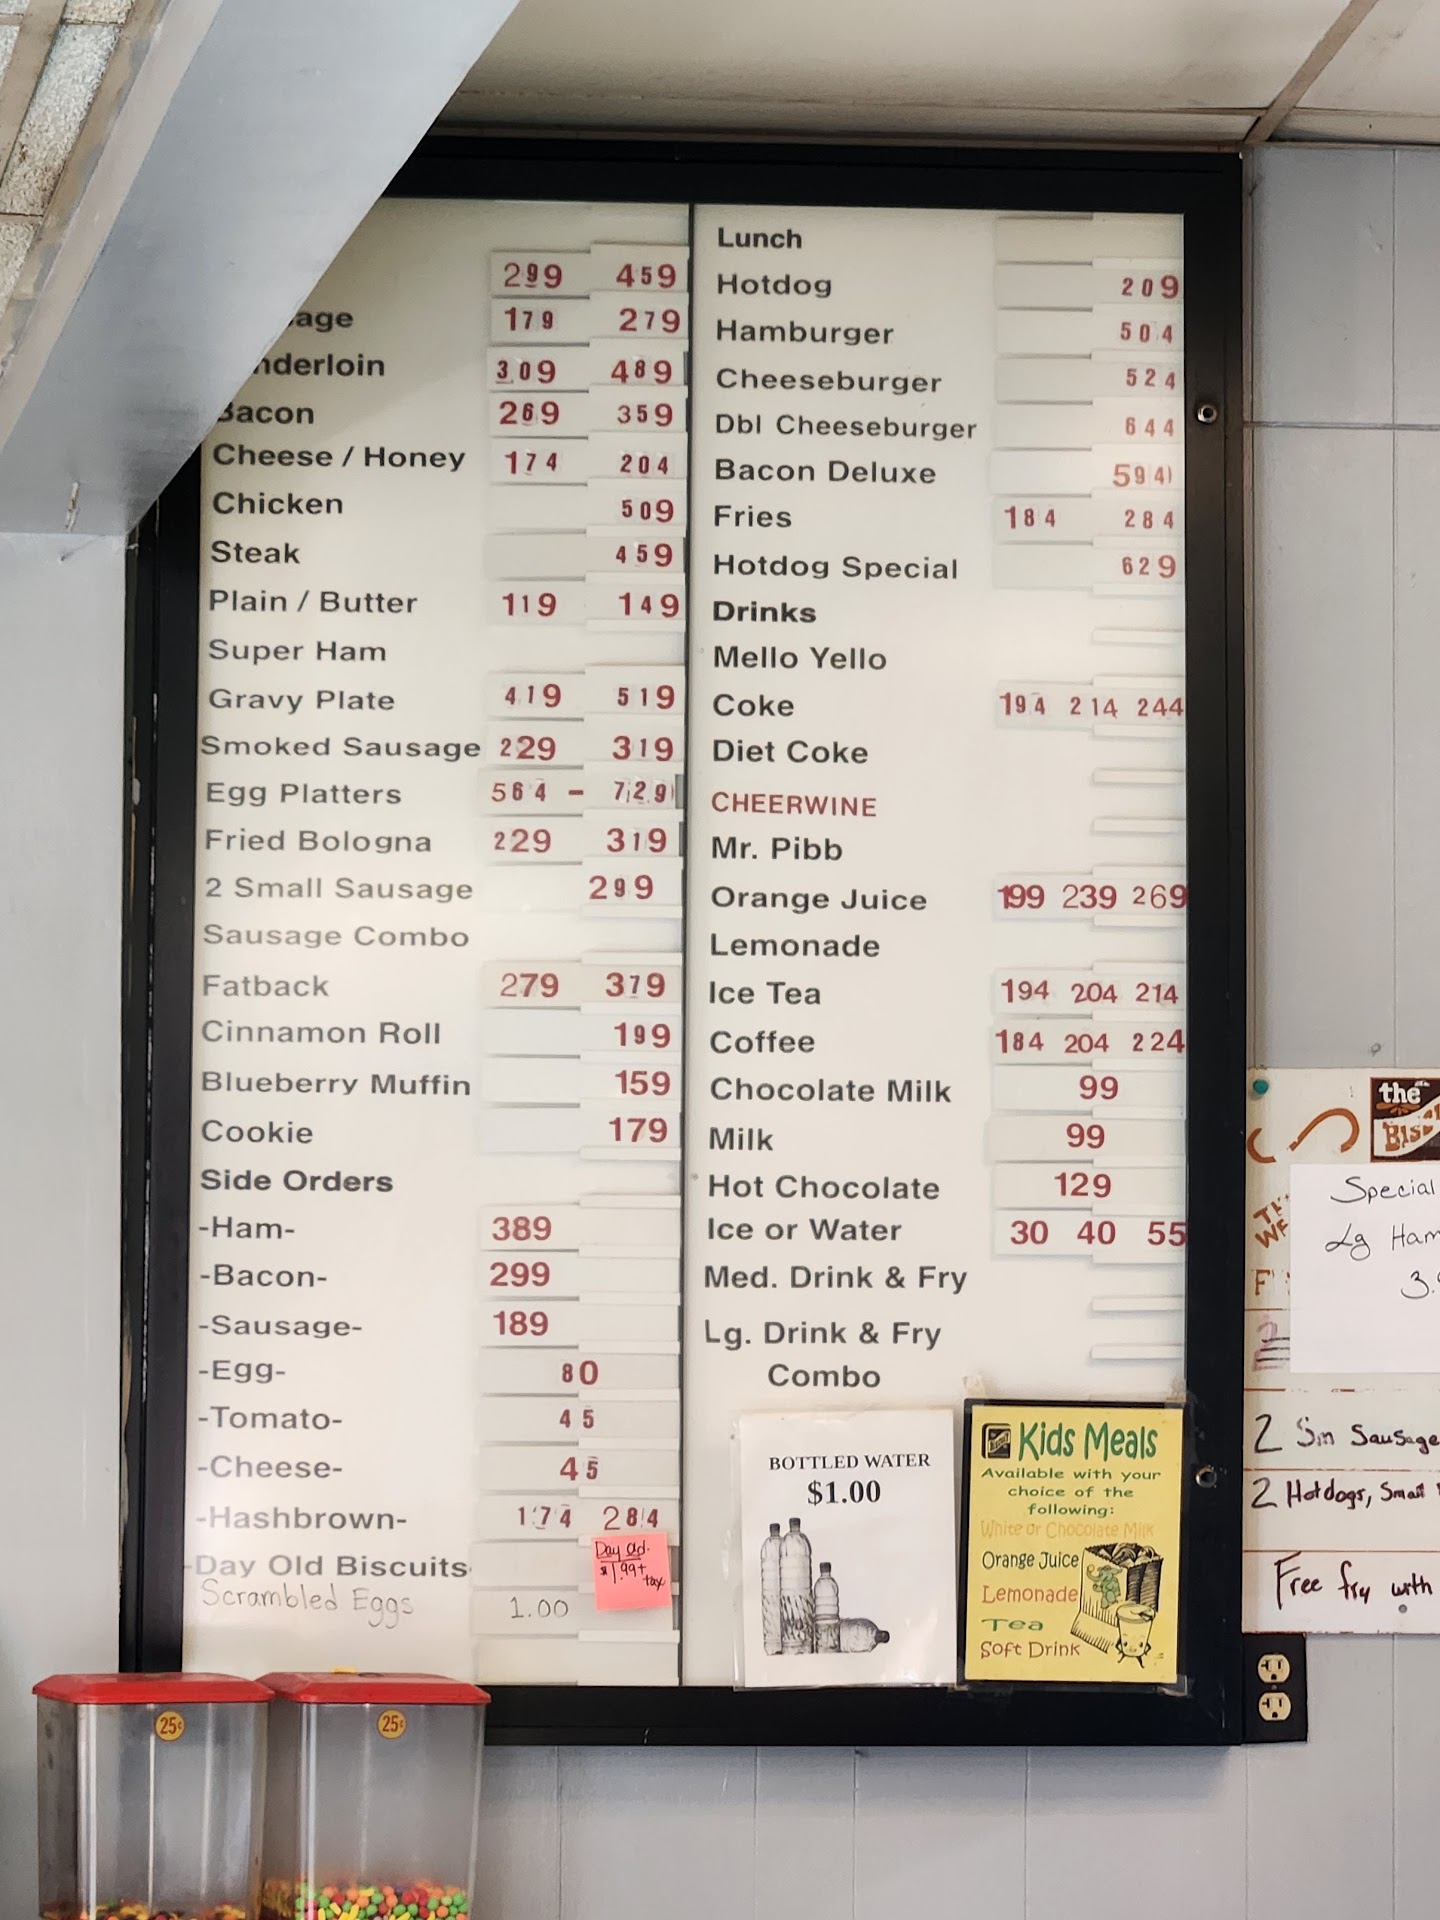 299 459
age 179 279
nderloin 309 489
Bacon 269 359
Cheese / Honey 174 204
Chicken 509
Steak 459
Plain / Butter 119 149
Super Ham
Gravy Plate 419 519
Smoked Sausage 229 319
Egg Platters 564 - 729
Fried Bologna 229 319
2 Small Sausage 299
Sausage Combo
Fatback 279 379
Cinnamon Roll 199
Blueberry Muffin 159
Cookie 179
Side Orders
-Ham- 389
-Bacon- 299
-Sausage- 189
-Egg- 80
-Tomato- 45
-Cheese- 45
-Hashbrown- 174 284
-Day Old Biscuits-
Day Old
$1.99+
tax
Scrambled Eggs 1.00
Lunch
Hotdog 209
Hamburger 504
Cheeseburger 524
Dbl Cheeseburger 644
Bacon Deluxe 594
Fries 184 284
Hotdog Special 629
Drinks
Mello Yello
Coke 194 214 244
Diet Coke
CHEERWINE
Mr. Pibb
Orange Juice 199 239 269
Lemonade
Ice Tea 194 204 214
Coffee 184 204 224
Chocolate Milk 99
Milk 99
Hot Chocolate 129
Ice or Water 30 40 55
Med. Drink & Fry
Lg. Drink & Fry
Combo
BOTTLED WATER
$1.00
Kids Meals
Available with your
choice of the
following:
White or Chocolate Milk
Orange Juice
Lemonade
Tea
Soft Drink
the
Special
Lg Ham
3.
2 Sm Sausage
2 Hotdogs, Small
Free fry with
25¢
25¢